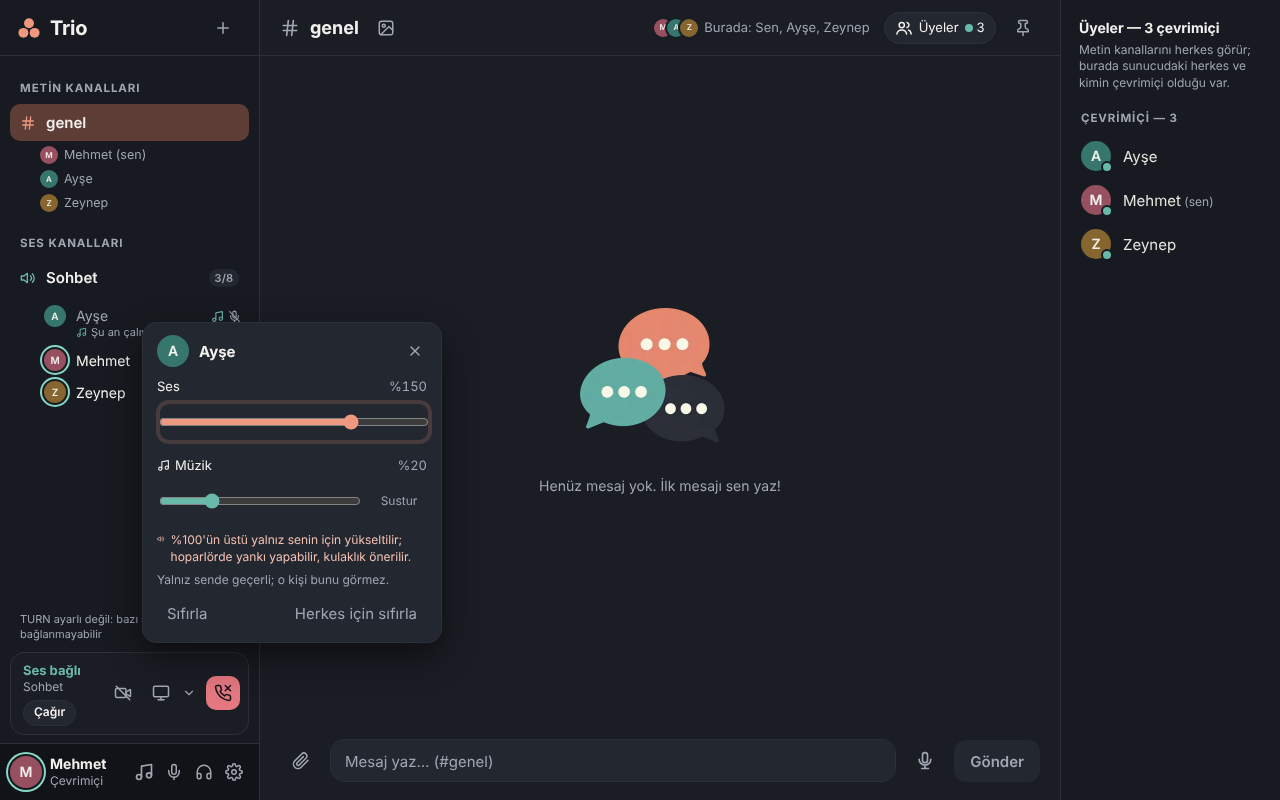 Trio
METİN KANALLARI
genel
M Mehmet (sen)
A Ayşe
Z Zeynep
SES KANALLARI
Sohbet 3/8
A Ayşe
Şu an
M Mehmet
Z Zeynep
TURN ayarlı değil: bazı
bağlanmayabilir
Ses bağlı
Sohbet
Çağır
M Mehmet
Çevrimiçi
# genel
M A Z Burada: Sen, Ayşe, Zeynep
Üyeler 3
A Ayşe
Ses %150
Müzik %20
Sustur
%100'ün üstü yalnız senin için yükseltilir;
hoparlörde yankı yapabilir, kulaklık önerilir.
Yalnız sende geçerli; o kişi bunu görmez.
Sıfırla Herkes için sıfırla
Henüz mesaj yok. İlk mesajı sen yaz!
Mesaj yaz... (#genel)
Gönder
Üyeler — 3 çevrimiçi
Metin kanallarını herkes görür;
burada sunucudaki herkes ve
kimin çevrimiçi olduğu var.
ÇEVRİMİÇİ — 3
A Ayşe
M Mehmet (sen)
Z Zeynep